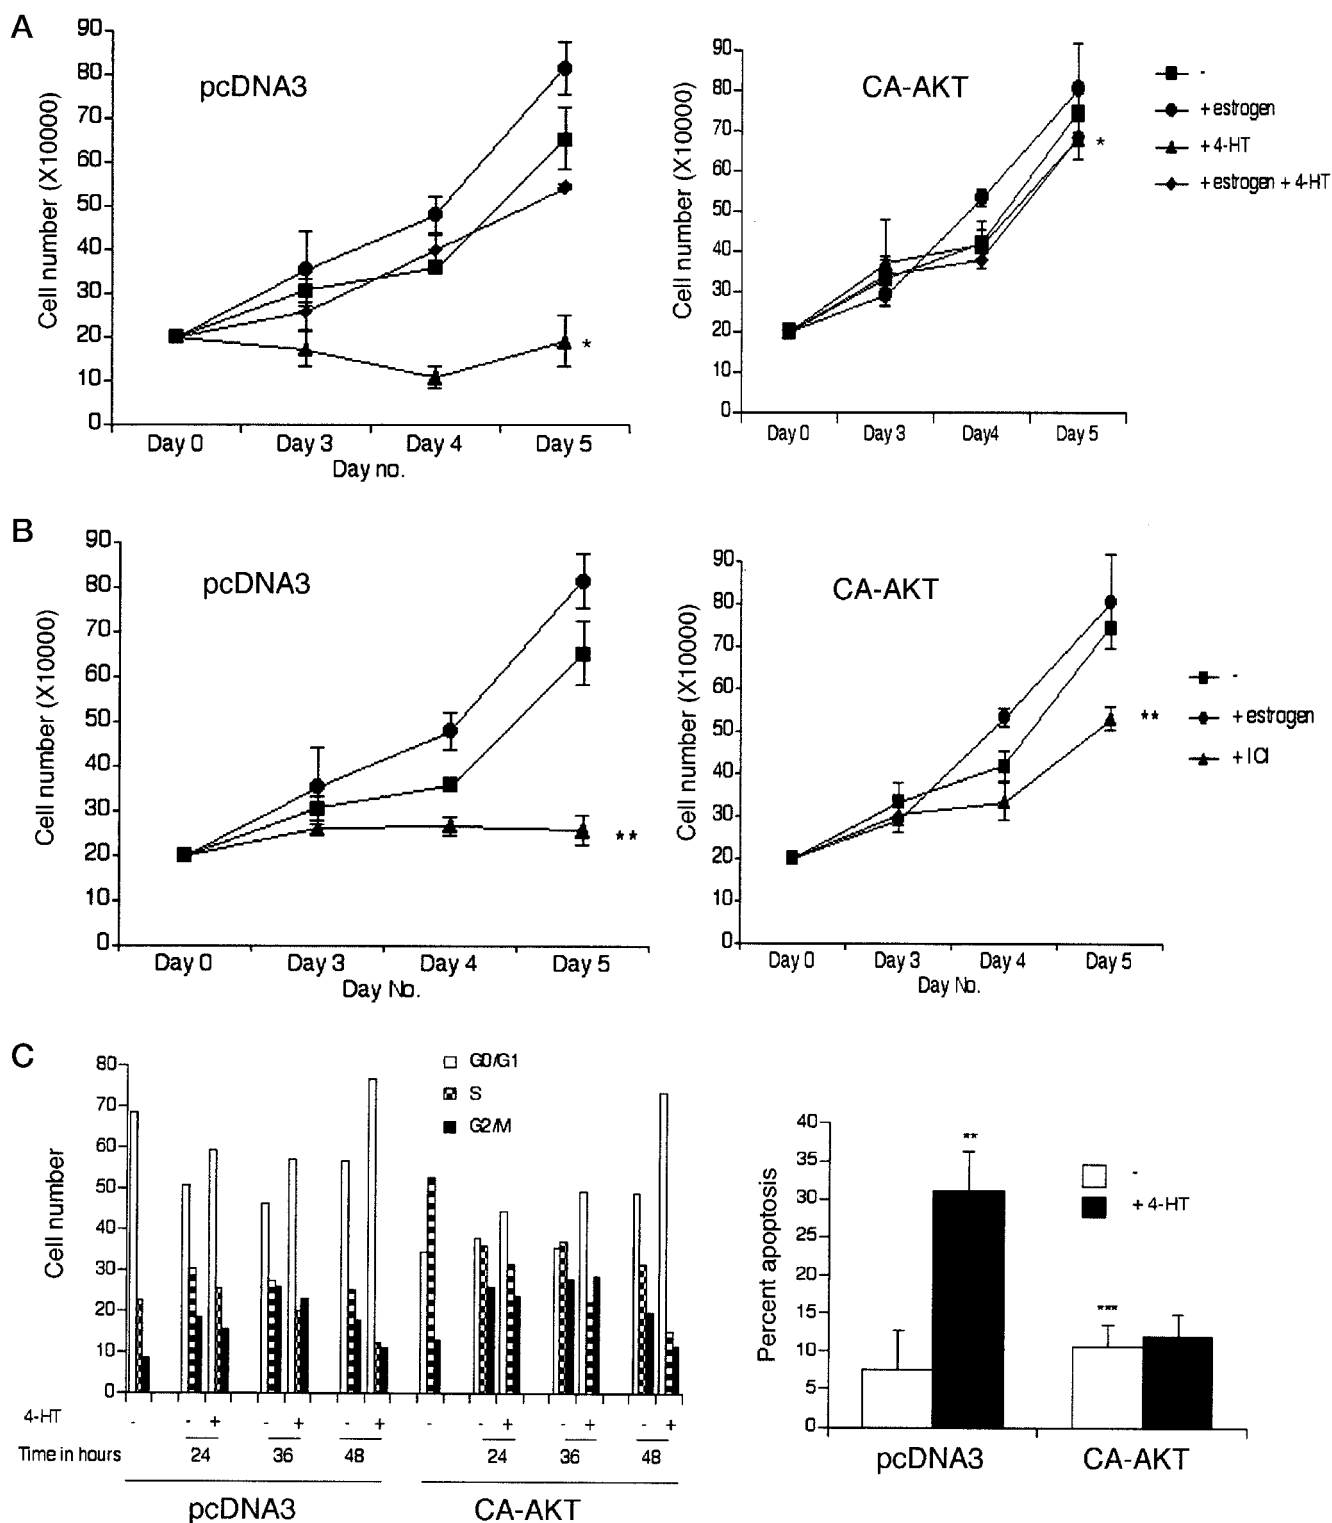 A
pcDNA3
CA-AKT
Cell number (X10000)
90
80
70
60
50
40
30
20
10
0
Day 0 Day 3 Day 4 Day 5
Day no.
Cell number (X10000)
90
80
70
60
50
40
30
20
10
0
Day 0 Day 3 Day4 Day 5
*
*
-
+ estrogen
+ 4-HT
+ estrogen + 4-HT
B
pcDNA3
CA-AKT
Cell number (X10000)
90
80
70
60
50
40
30
20
10
0
Day 0 Day 3 Day 4 Day 5
Day No.
**
Cell number (X10000)
90
80
70
60
50
40
30
20
10
0
Day 0 Day 3 Day 4 Day 5
Day No.
**
-
+ estrogen
+ ICI
C
Cell number
80
70
60
50
40
30
20
10
0
G0/G1
S
G2/M
4-HT - - + - + - + - - + - + - +
Time in hours 24 36 48 24 36 48
pcDNA3 CA-AKT
Percent apoptosis
40
35
30
25
20
15
10
5
0
**
***
-
+ 4-HT
pcDNA3 CA-AKT